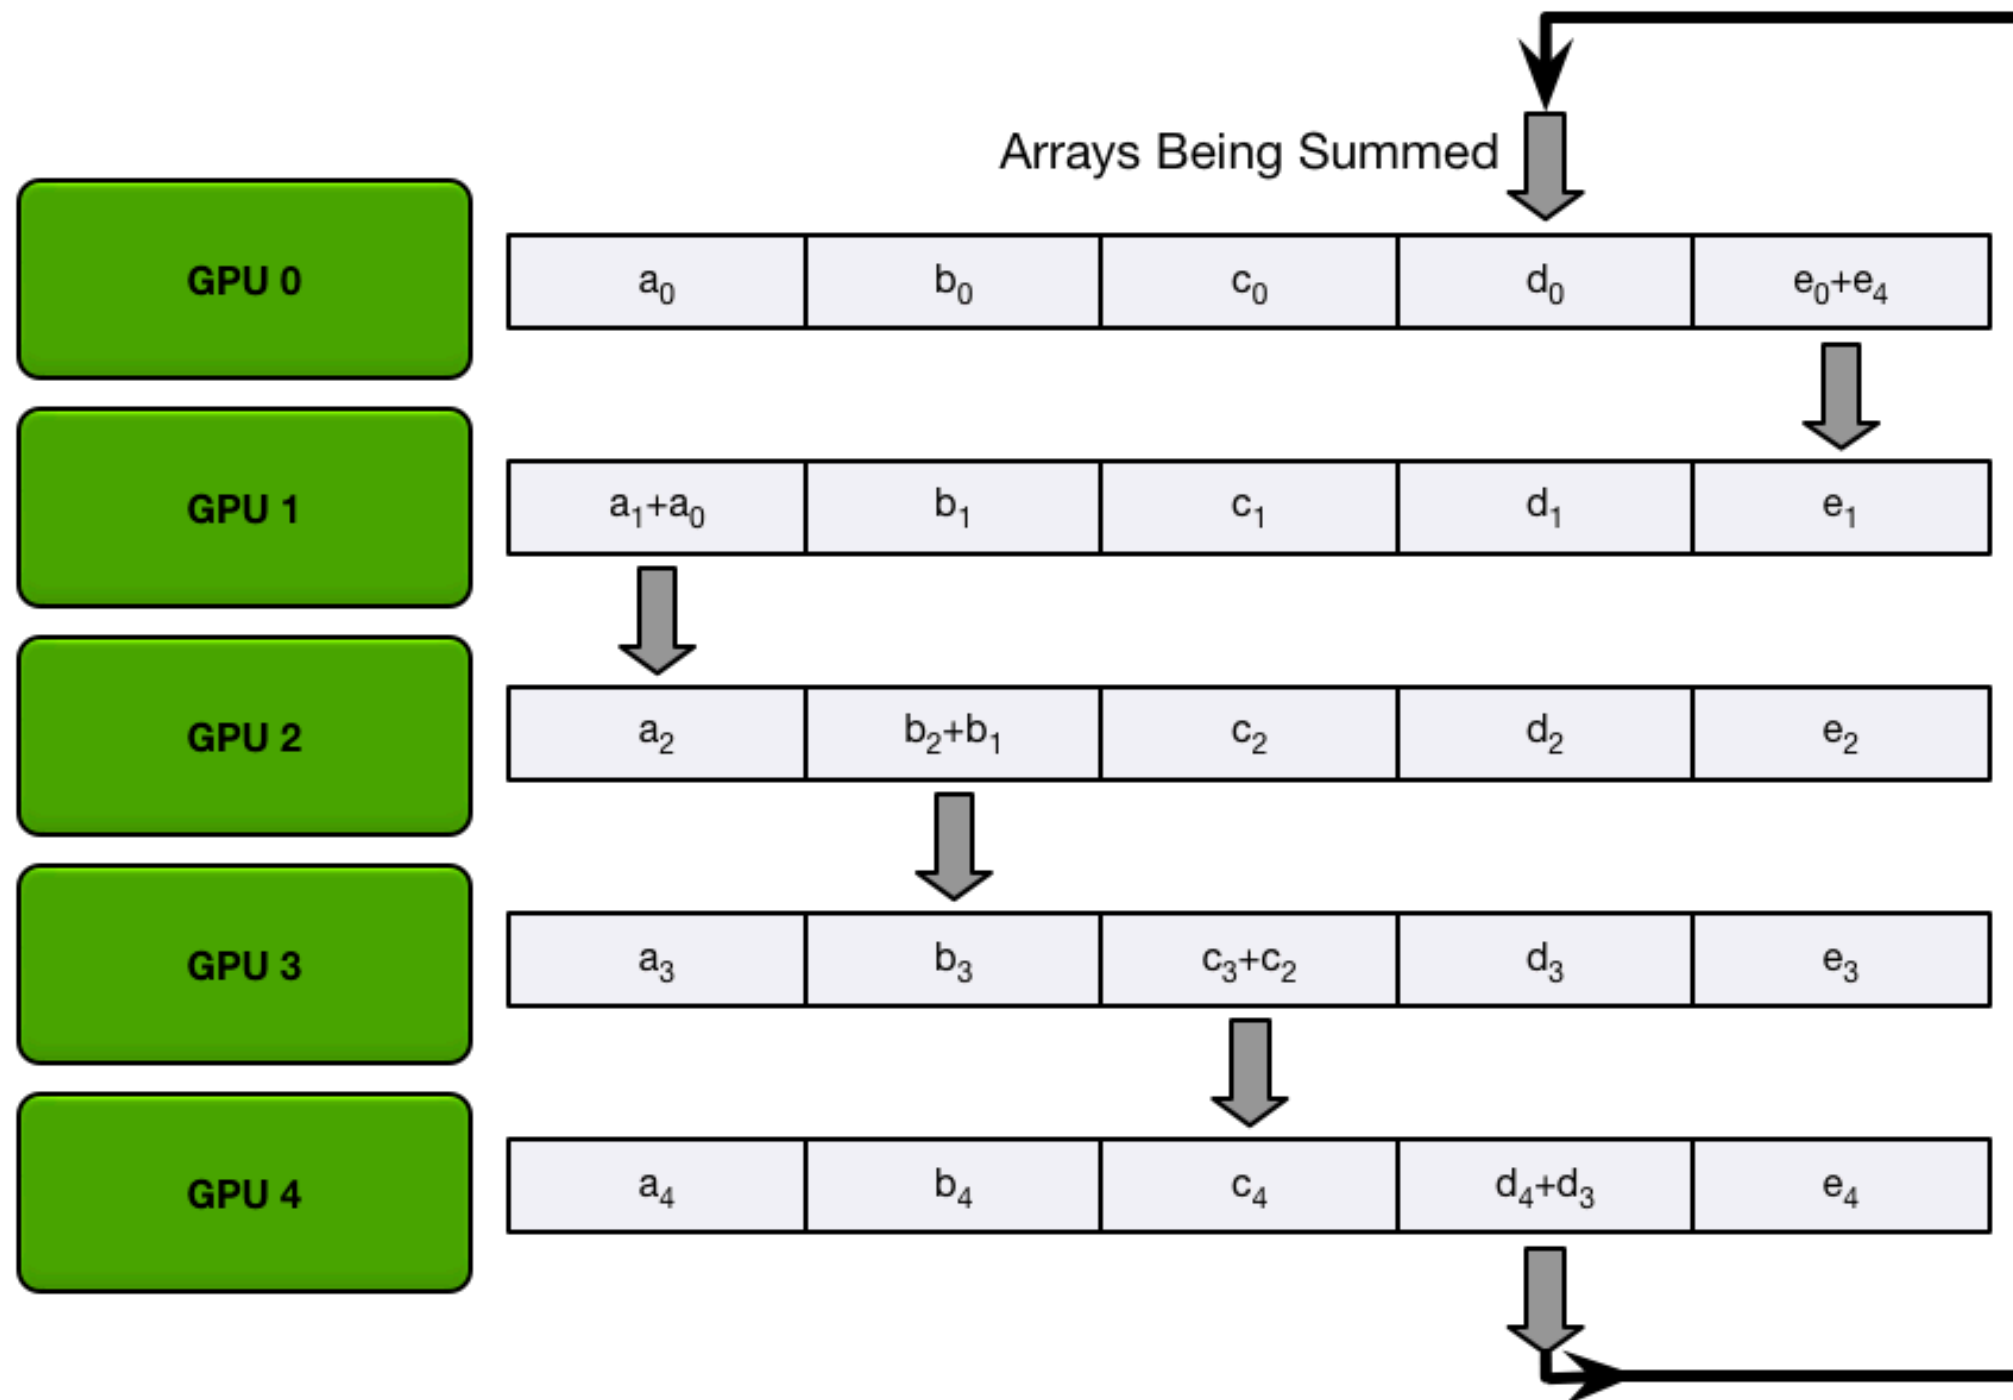 Arrays Being Summed
GPU 0 a₀ b₀ c₀ d₀ e₀+e₄
GPU 1 a₁+a₀ b₁ c₁ d₁ e₁
GPU 2 a₂ b₂+b₁ c₂ d₂ e₂
GPU 3 a₃ b₃ c₃+c₂ d₃ e₃
GPU 4 a₄ b₄ c₄ d₄+d₃ e₄